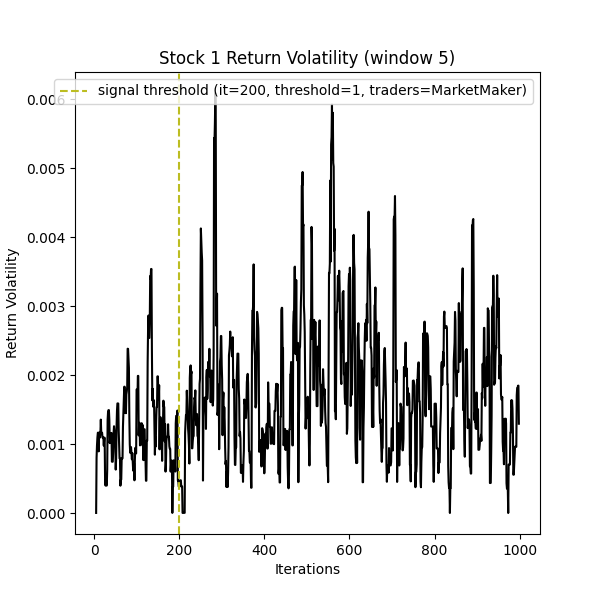 Stock 1 Return Volatility (window 5)
signal threshold (it=200, threshold=1, traders=MarketMaker)
0.006
0.005
0.004
0.003
0.002
0.001
0.000
Return Volatility
0 200 400 600 800 1000
Iterations